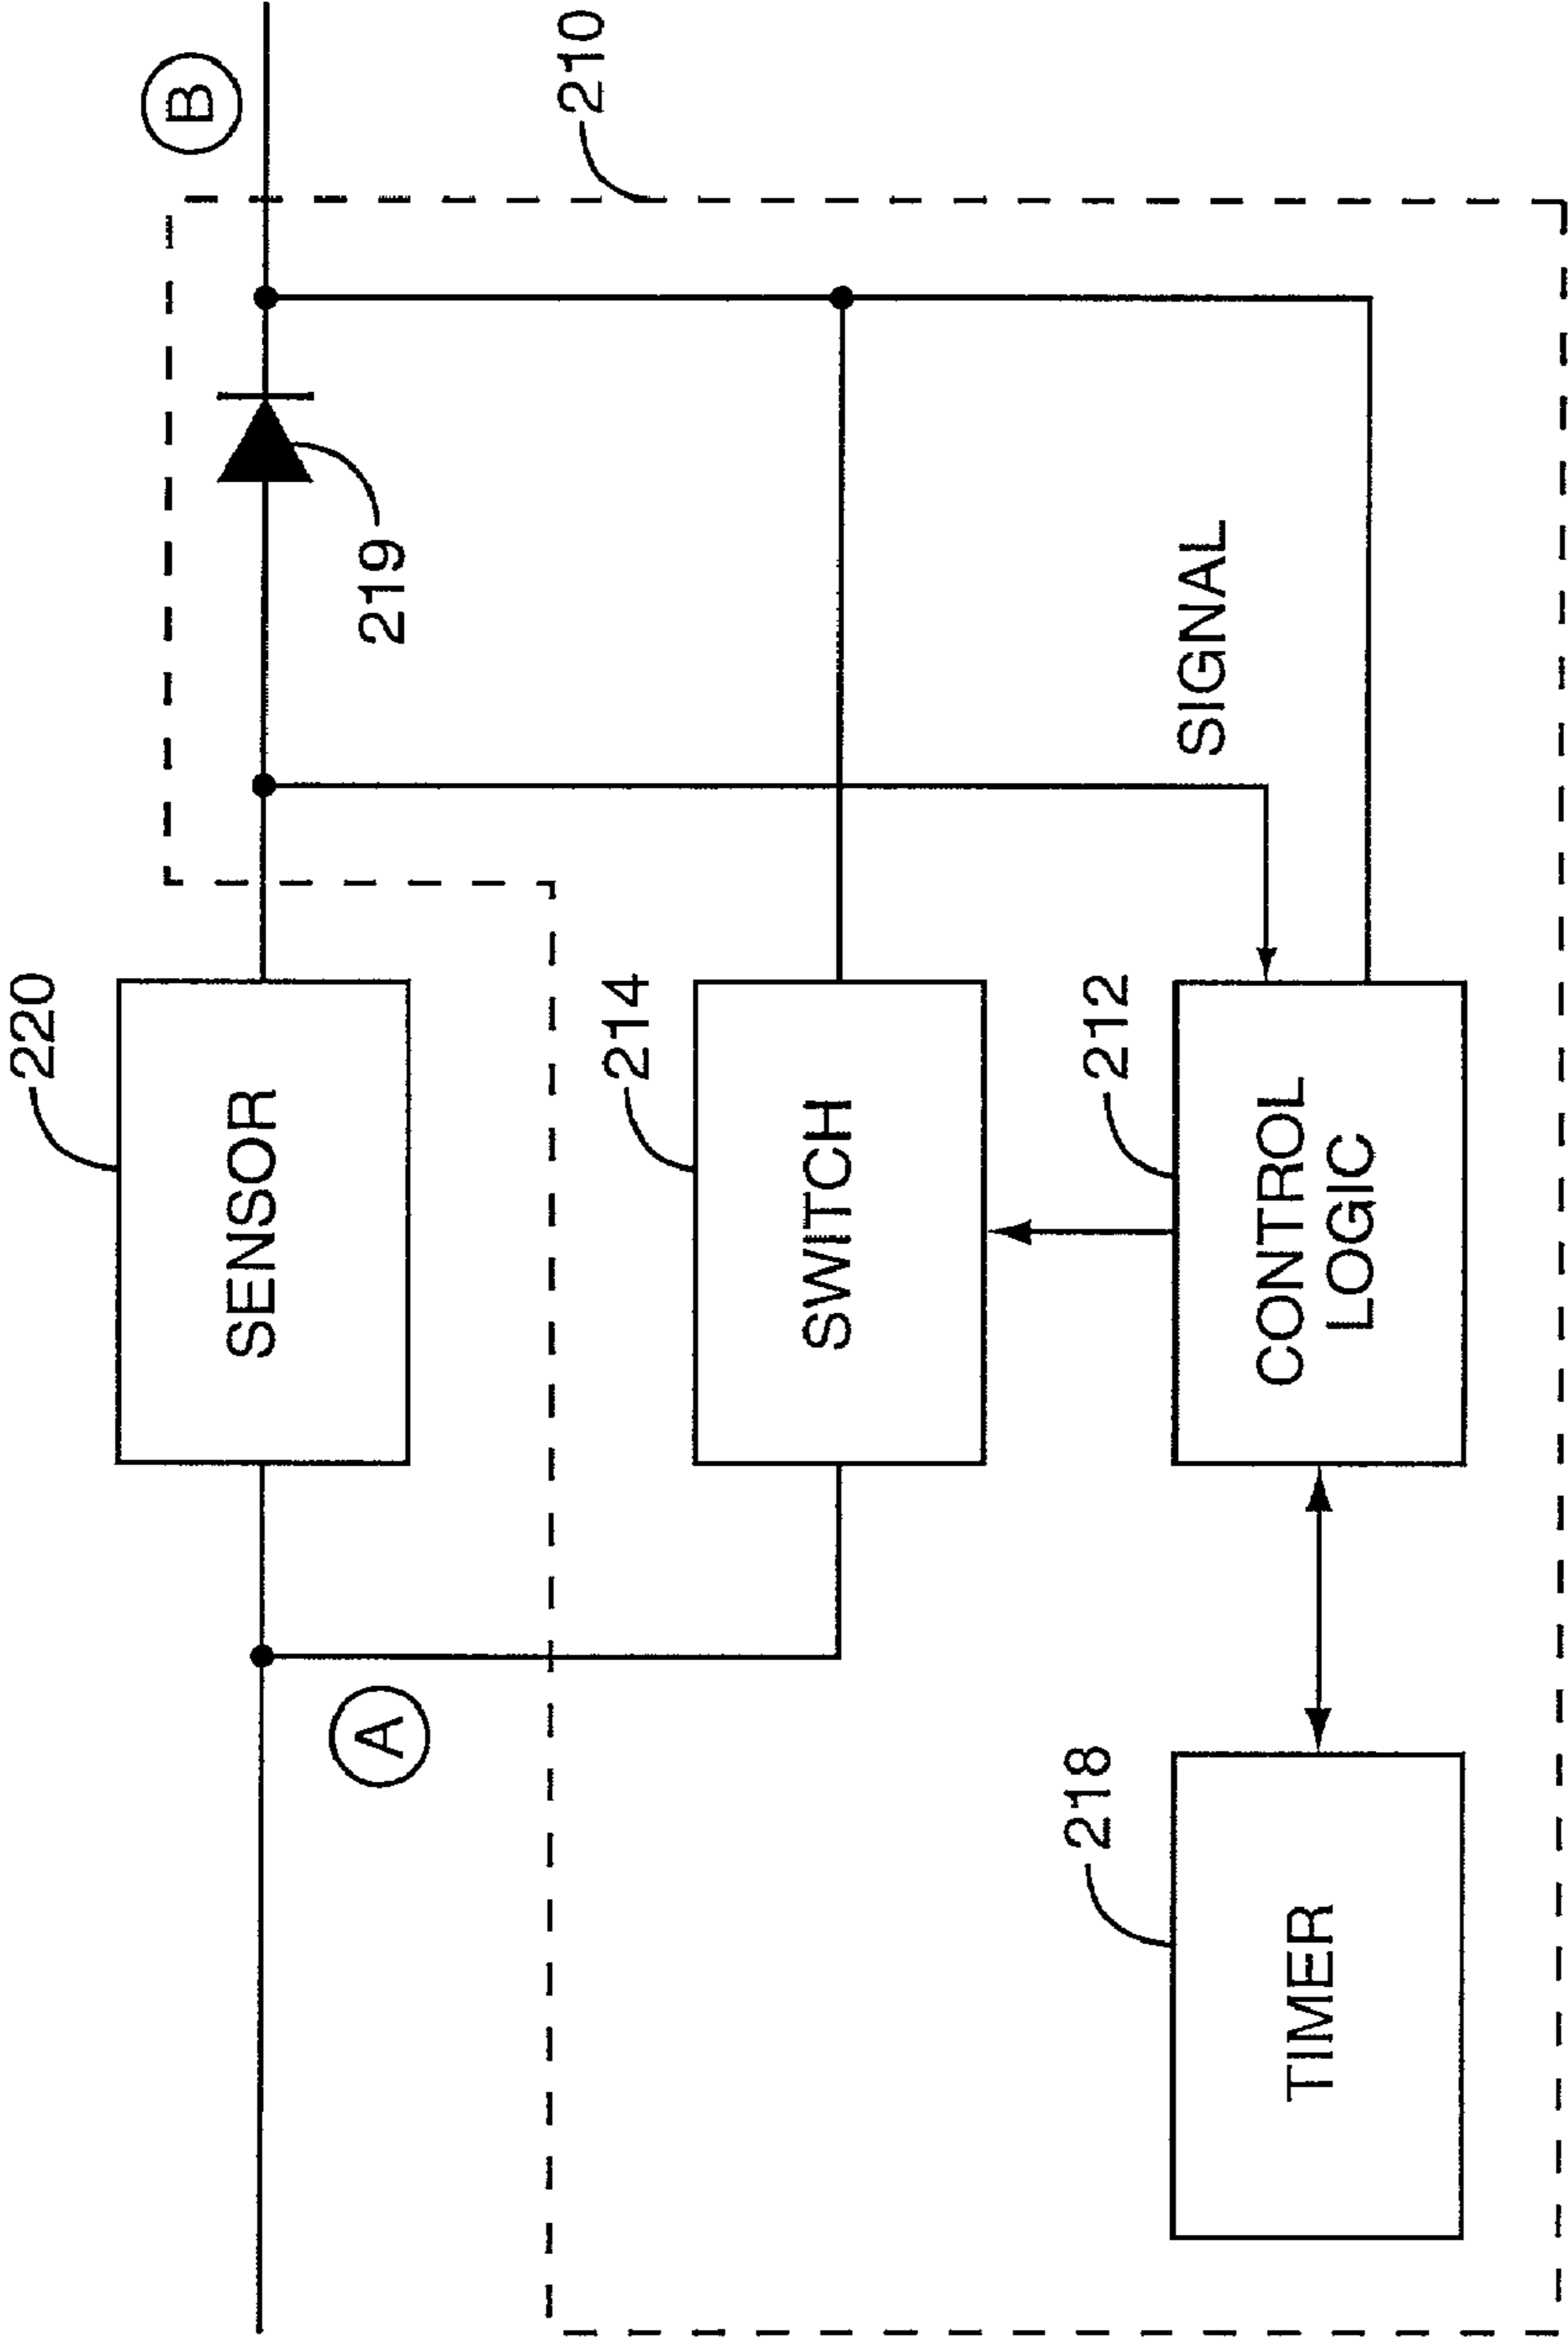 220
SENSOR
B
A
219
210
214
SWITCH
SIGNAL
218
TIMER
212
CONTROL
LOGIC